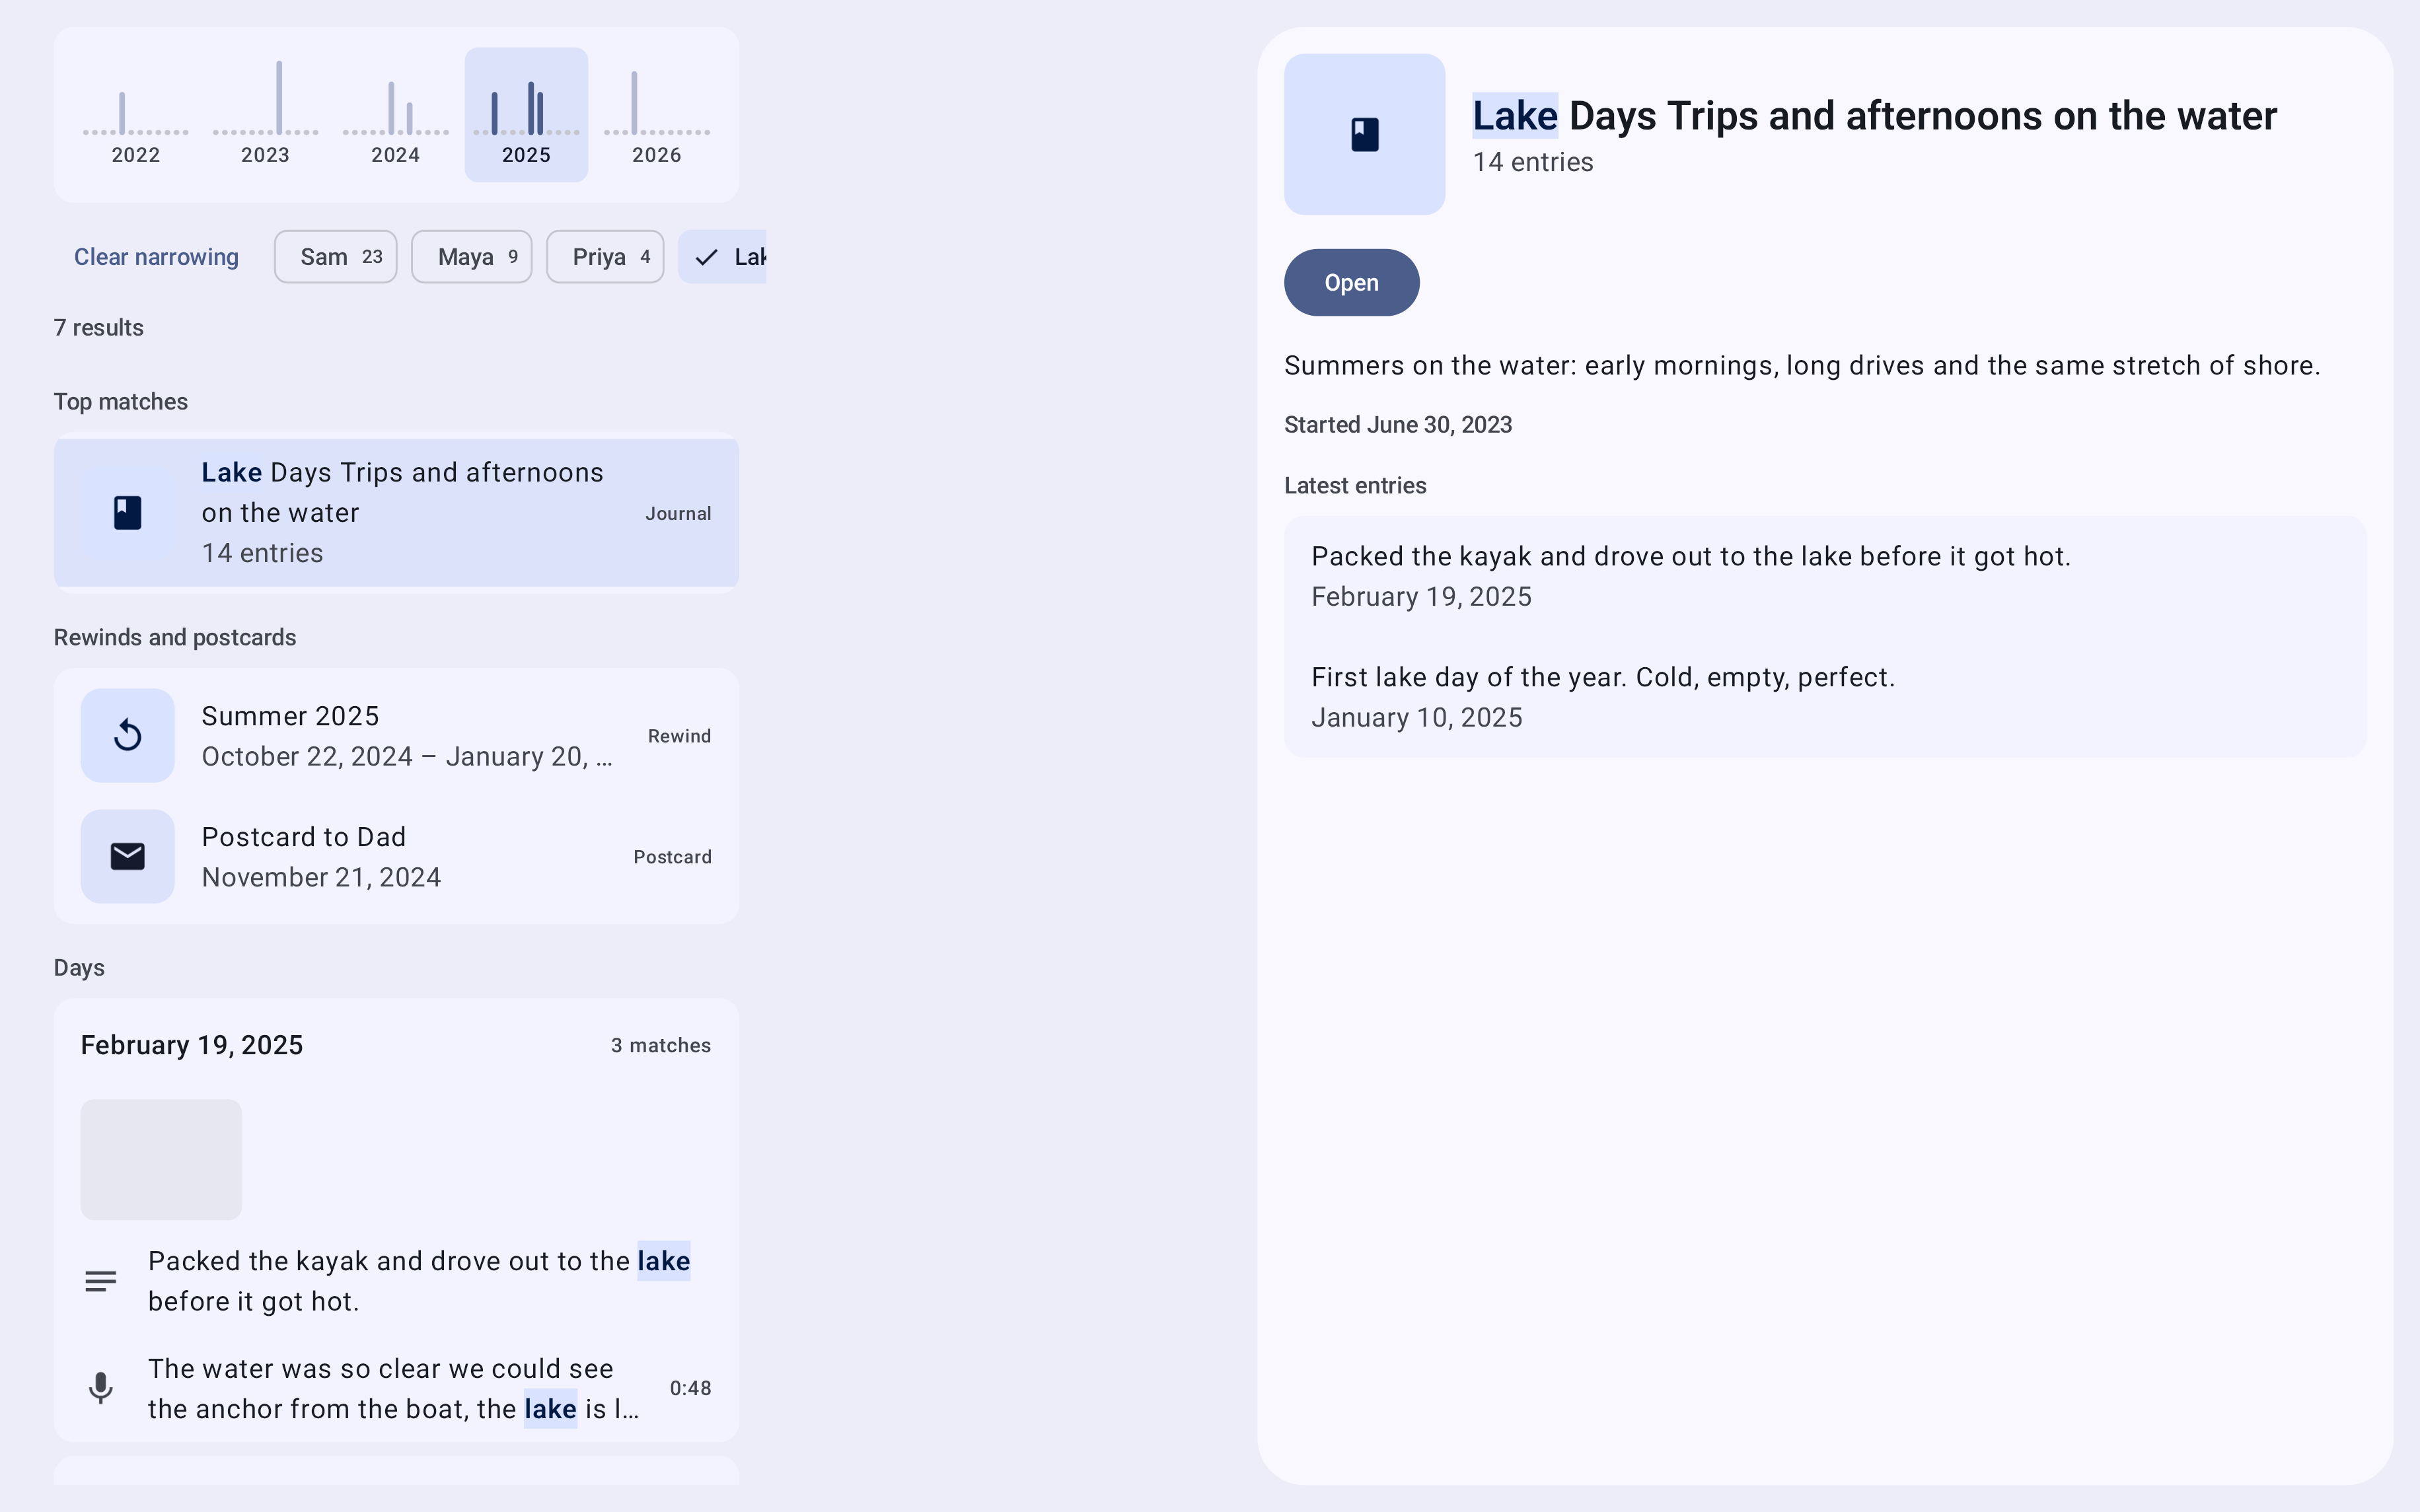 2022 2023 2024 2025 2026
Clear narrowing Sam 23 Maya 9 Priya 4 Lak
7 results
Top matches
Lake Days Trips and afternoons
on the water
14 entries
Journal
Rewinds and postcards
Summer 2025
October 22, 2024 – January 20, …
Rewind
Postcard to Dad
November 21, 2024
Postcard
Days
February 19, 2025 3 matches
Packed the kayak and drove out to the lake
before it got hot.
The water was so clear we could see
the anchor from the boat, the lake is l…
0:48
Lake Days Trips and afternoons on the water
14 entries
Open
Summers on the water: early mornings, long drives and the same stretch of shore.
Started June 30, 2023
Latest entries
Packed the kayak and drove out to the lake before it got hot.
February 19, 2025
First lake day of the year. Cold, empty, perfect.
January 10, 2025